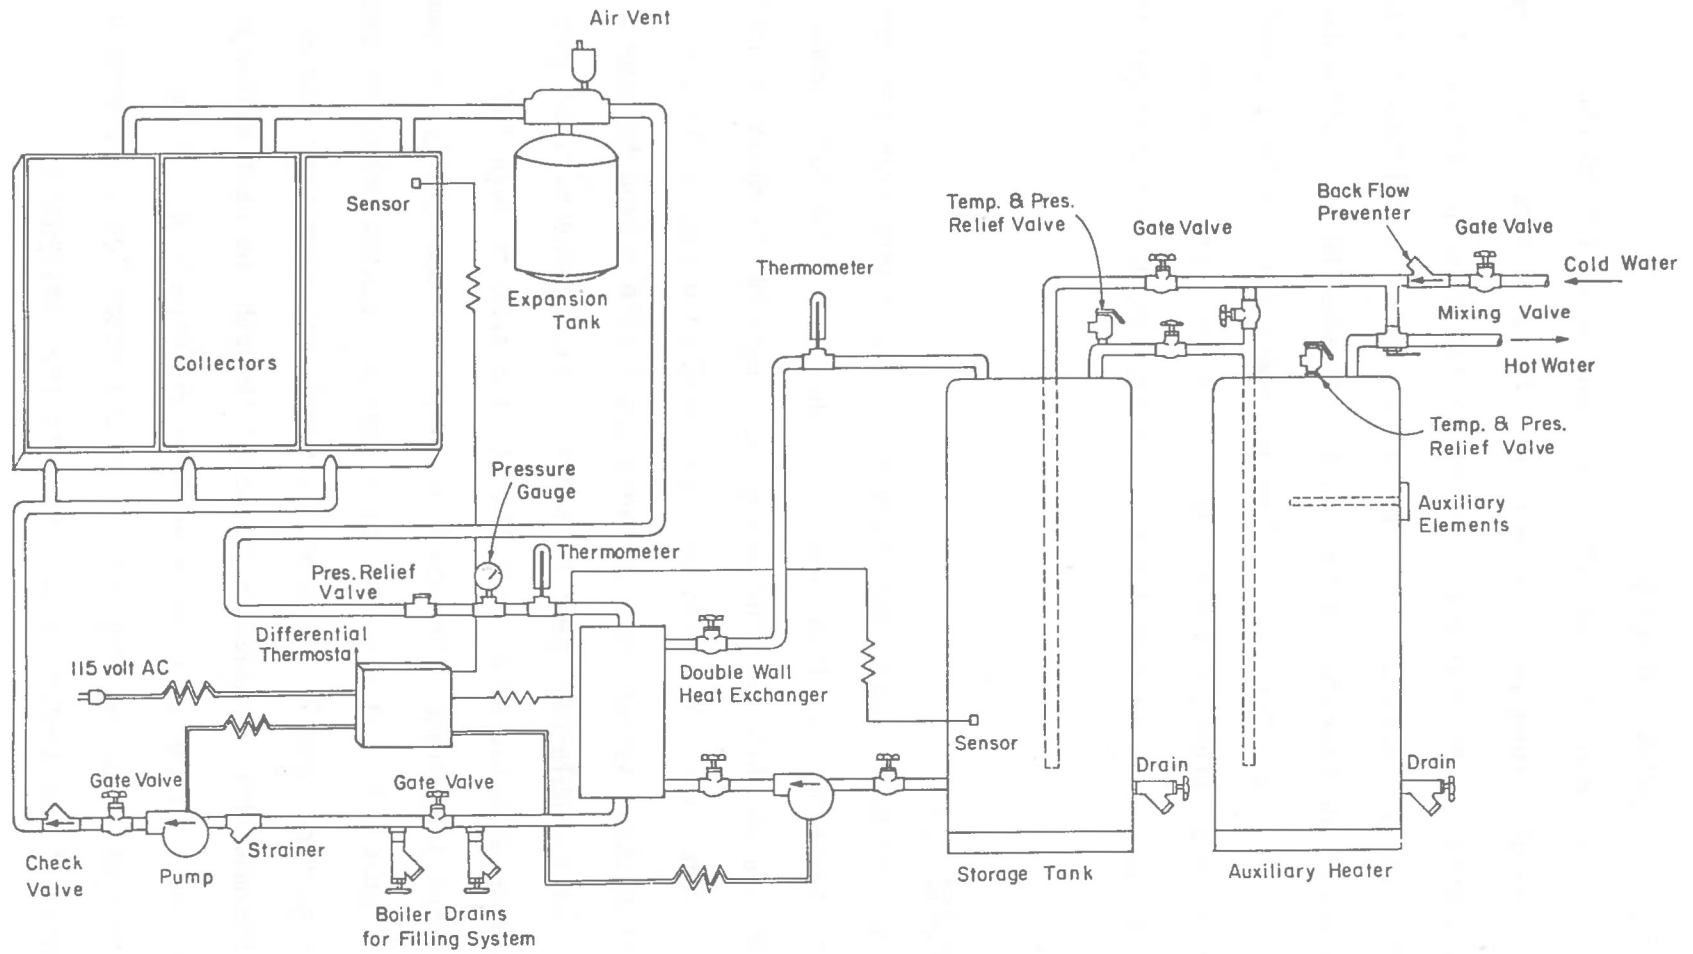 Air Vent
Sensor
Expansion
Tank
Collectors
Temp. & Pres.
Relief Valve
Gate Valve
Back Flow
Preventer
Gate Valve
Cold Water
Thermometer
Mixing Valve
Hot Water
Temp. & Pres.
Relief Valve
Pressure
Gauge
Auxiliary
Elements
Thermometer
Pres. Relief
Valve
Differential
Thermostat
115 volt AC
Double Wall
Heat Exchanger
Sensor
Drain
Drain
Gate Valve
Gate Valve
Check
Valve
Pump
Strainer
Boiler Drains
for Filling System
Storage Tank
Auxiliary Heater